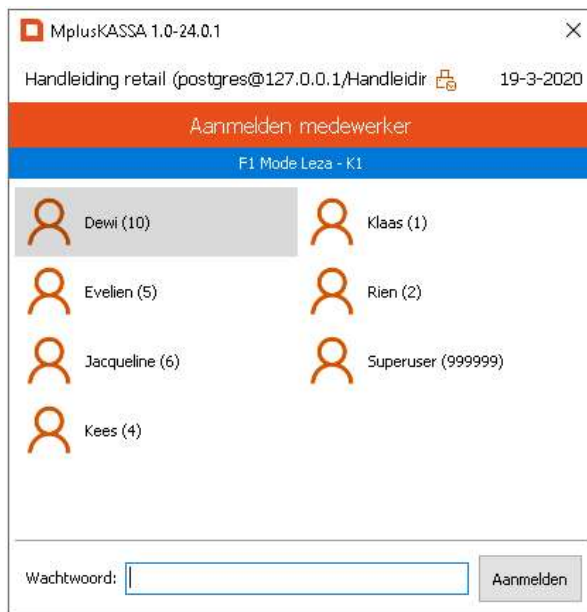 MplusKASSA 1.0-24.0.1
Handleiding retail (postgres@127.0.0.1/Handleidir 19-3-2020
Aanmelden medewerker
F1 Mode Leza - K1
Dewi (10) Klaas (1)
Evelien (5) Rien (2)
Jacqueline (6) Superuser (999999)
Kees (4)
Wachtwoord: Aanmelden